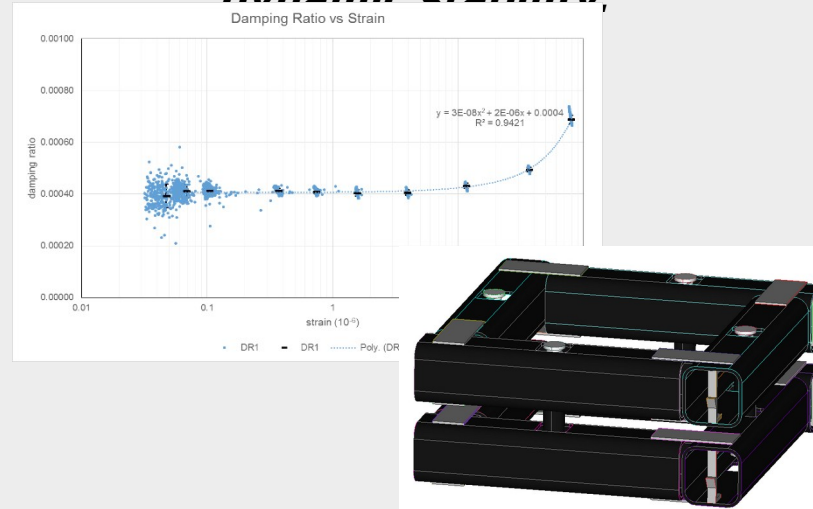 Damping Ratio vs Strain
0.00100
0.00080
0.00060
0.00040
0.00020
0.00000
damping ratio
y = 3E-08x² + 2E-06x + 0.0004
R² = 0.9421
0.01
0.1
1
strain (10⁻⁶)
DR1
DR1
Poly. (DR